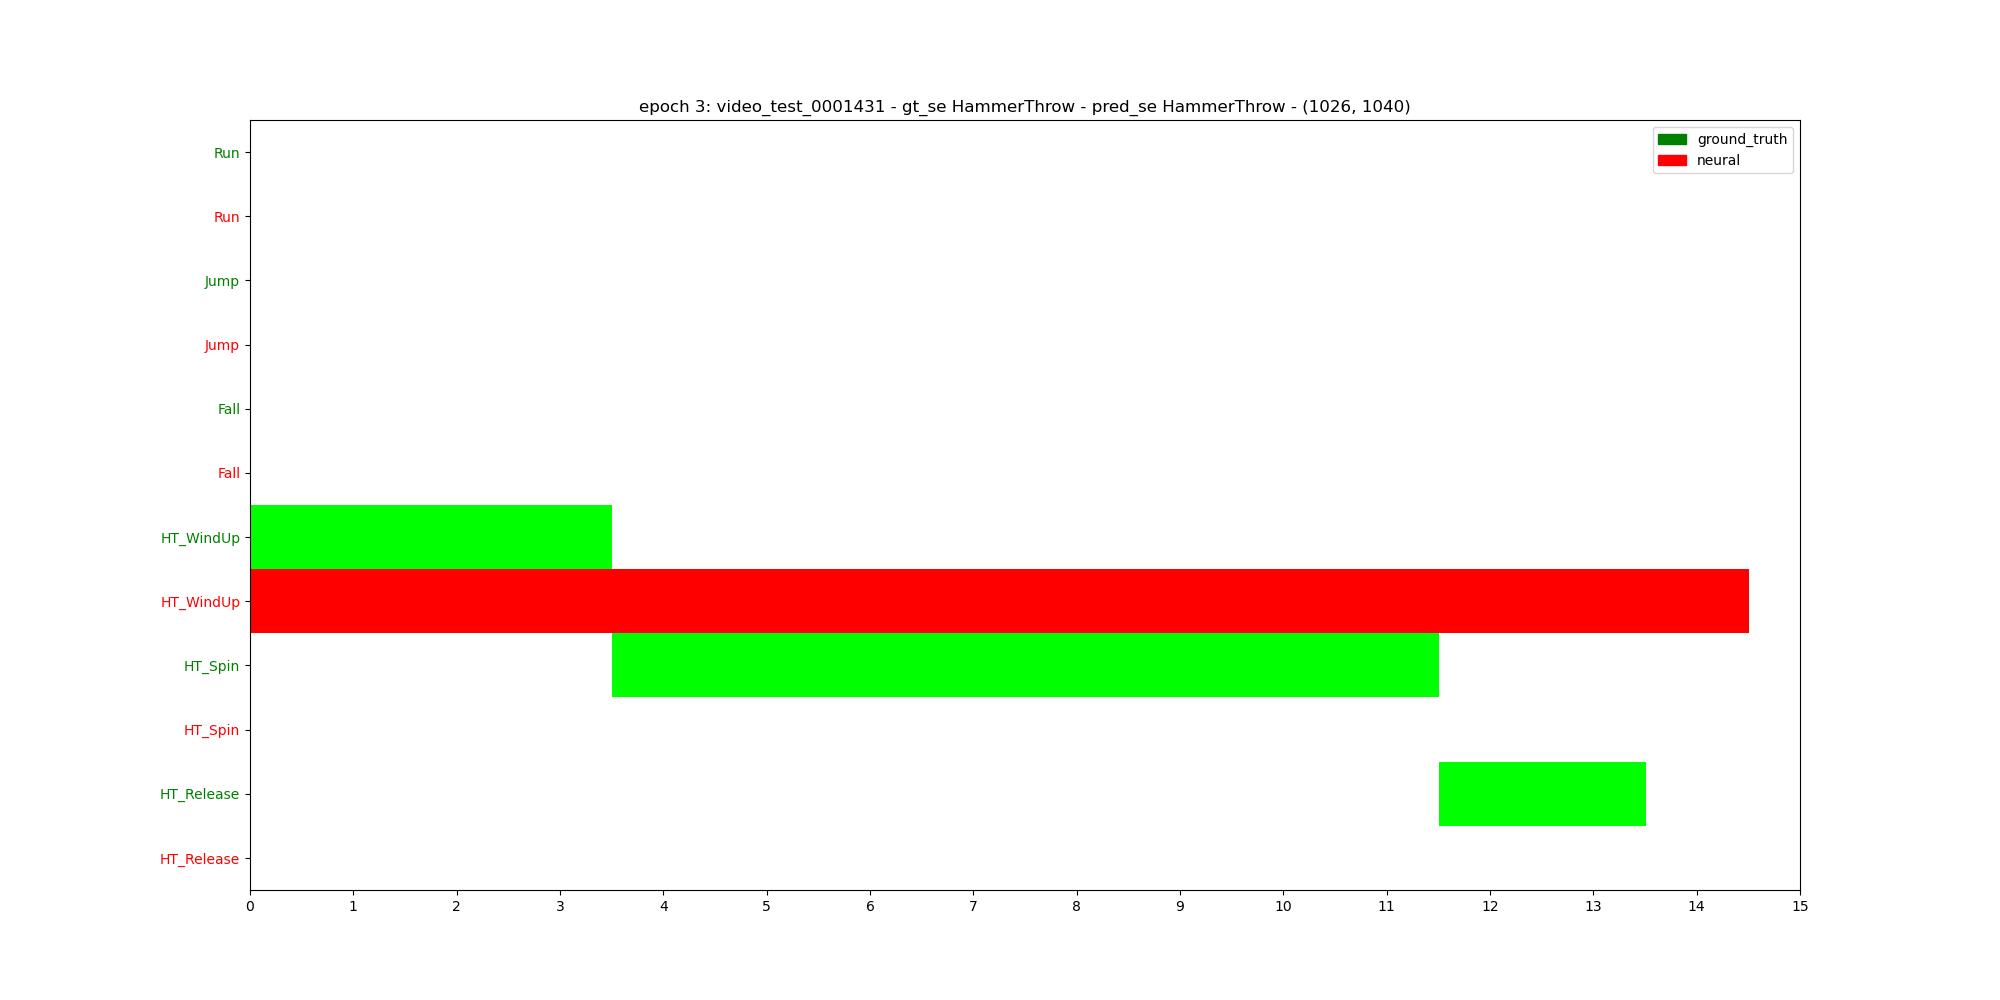 epoch 3: video_test_0001431 - gt_se HammerThrow - pred_se HammerThrow - (1026, 1040)
ground_truth
neural
Run
Run
Jump
Jump
Fall
Fall
HT_WindUp
HT_WindUp
HT_Spin
HT_Spin
HT_Release
HT_Release
0 1 2 3 4 5 6 7 8 9 10 11 12 13 14 15